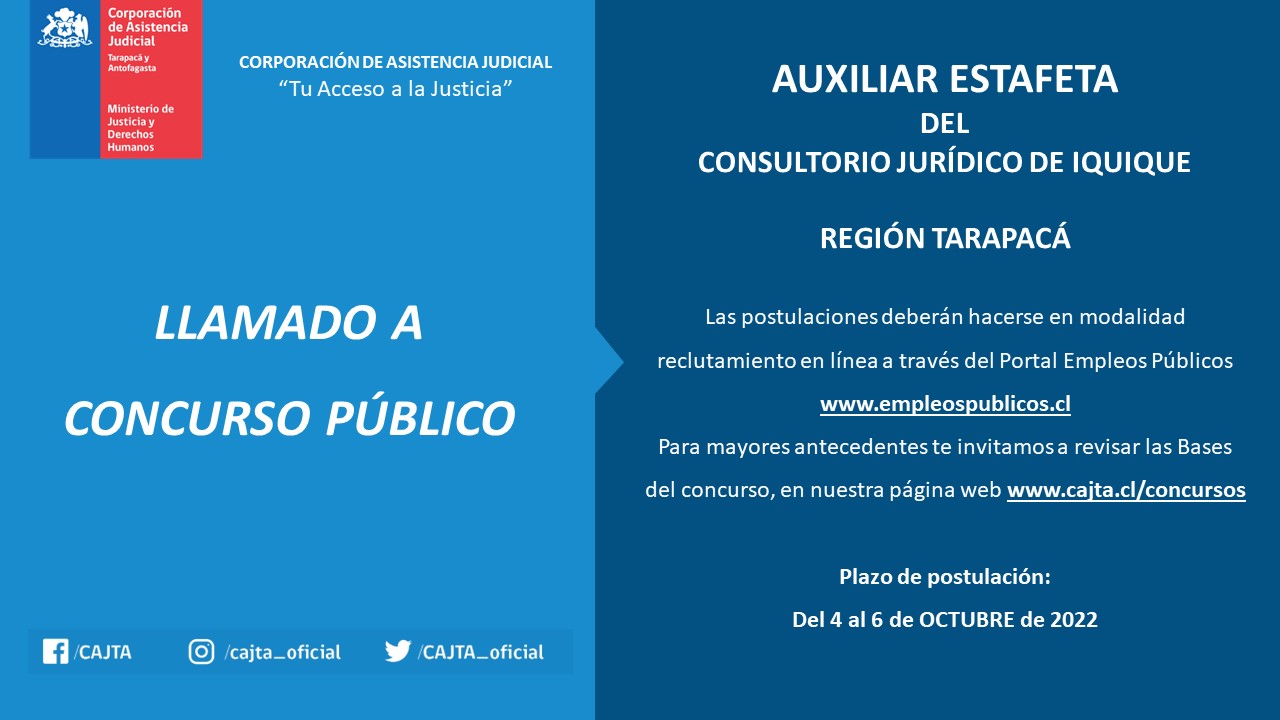 Corporación
de Asistencia
Judicial
Tarapacá y
Antofagasta
Ministerio de
Justicia y
Derechos
Humanos
CORPORACIÓN DE ASISTENCIA JUDICIAL
“Tu Acceso a la Justicia”
LLAMADO A
CONCURSO PÚBLICO
/CAJTA
/cajta_oficial
/CAJTA_oficial
AUXILIAR ESTAFETA
DEL
CONSULTORIO JURÍDICO DE IQUIQUE
REGIÓN TARAPACÁ
Las postulaciones deberán hacerse en modalidad
reclutamiento en línea a través del Portal Empleos Públicos
www.empleospublicos.cl
Para mayores antecedentes te invitamos a revisar las Bases
del concurso, en nuestra página web www.cajta.cl/concursos
Plazo de postulación:
Del 4 al 6 de OCTUBRE de 2022